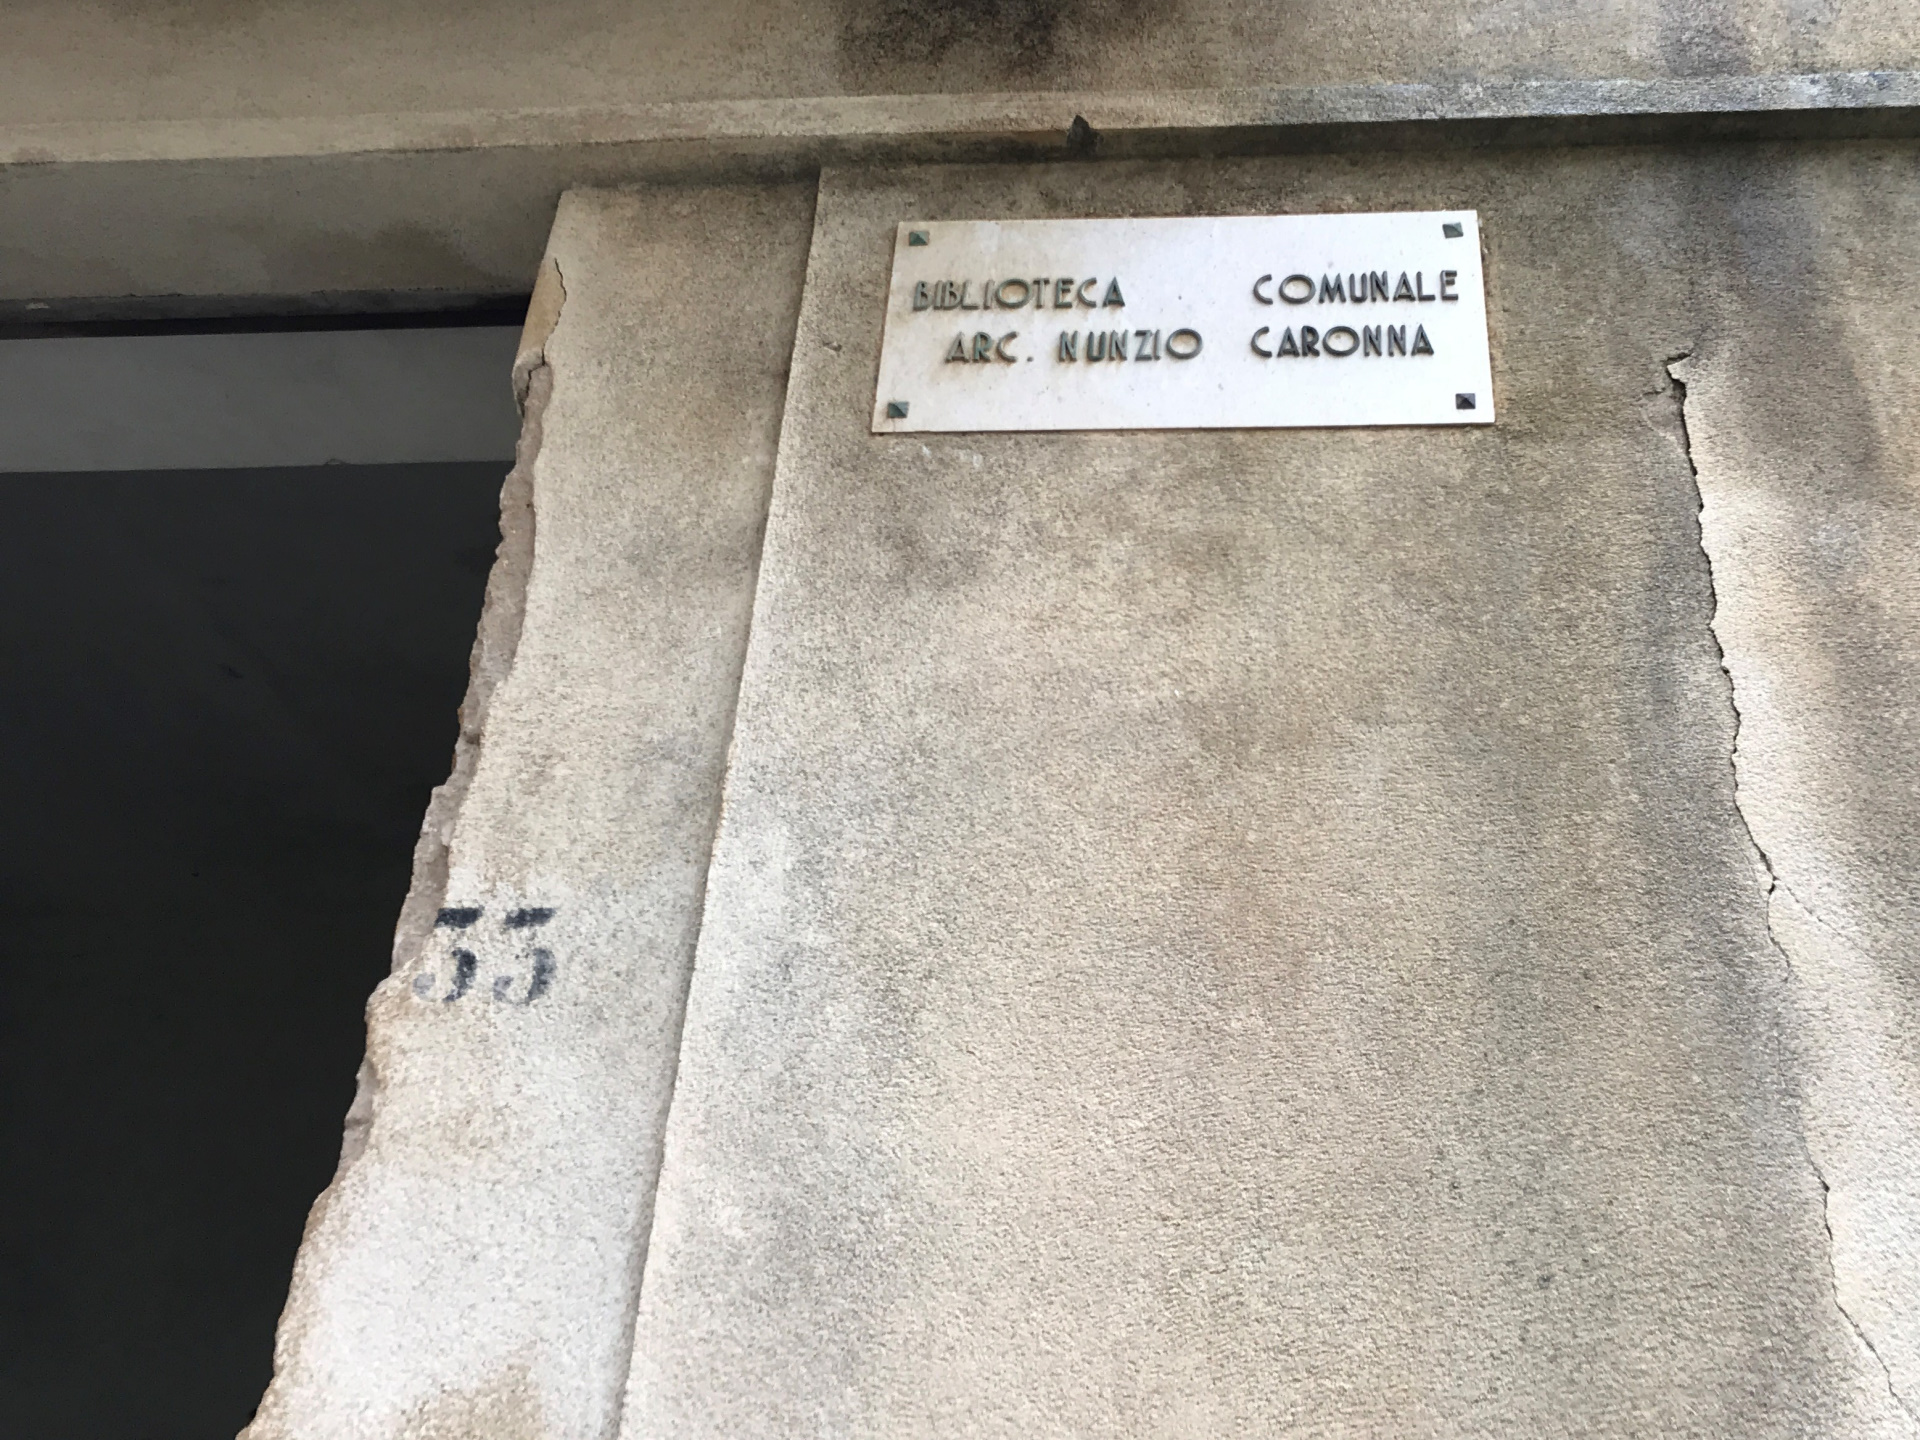 BIBLIOTECA COMUNALE
ARC. NUNZIO CARONNA
55